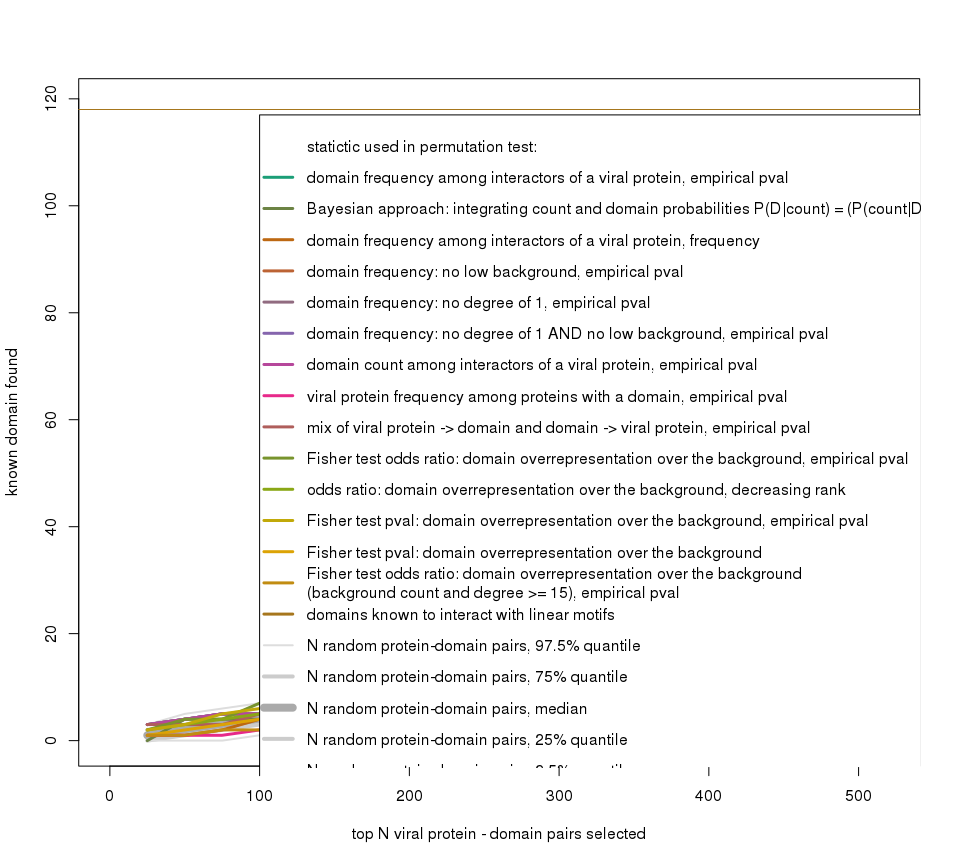 120
100
80
60
40
20
0
known domain found
statictic used in permutation test:
domain frequency among interactors of a viral protein, empirical pval
Bayesian approach: integrating count and domain probabilities P(D|count) = (P(count|D
domain frequency among interactors of a viral protein, frequency
domain frequency: no low background, empirical pval
domain frequency: no degree of 1, empirical pval
domain frequency: no degree of 1 AND no low background, empirical pval
domain count among interactors of a viral protein, empirical pval
viral protein frequency among proteins with a domain, empirical pval
mix of viral protein -> domain and domain -> viral protein, empirical pval
Fisher test odds ratio: domain overrepresentation over the background, empirical pval
odds ratio: domain overrepresentation over the background, decreasing rank
Fisher test pval: domain overrepresentation over the background, empirical pval
Fisher test pval: domain overrepresentation over the background
Fisher test odds ratio: domain overrepresentation over the background
(background count and degree >= 15), empirical pval
domains known to interact with linear motifs
N random protein-domain pairs, 97.5% quantile
N random protein-domain pairs, 75% quantile
N random protein-domain pairs, median
N random protein-domain pairs, 25% quantile
0
100
200
300
400
500
top N viral protein - domain pairs selected